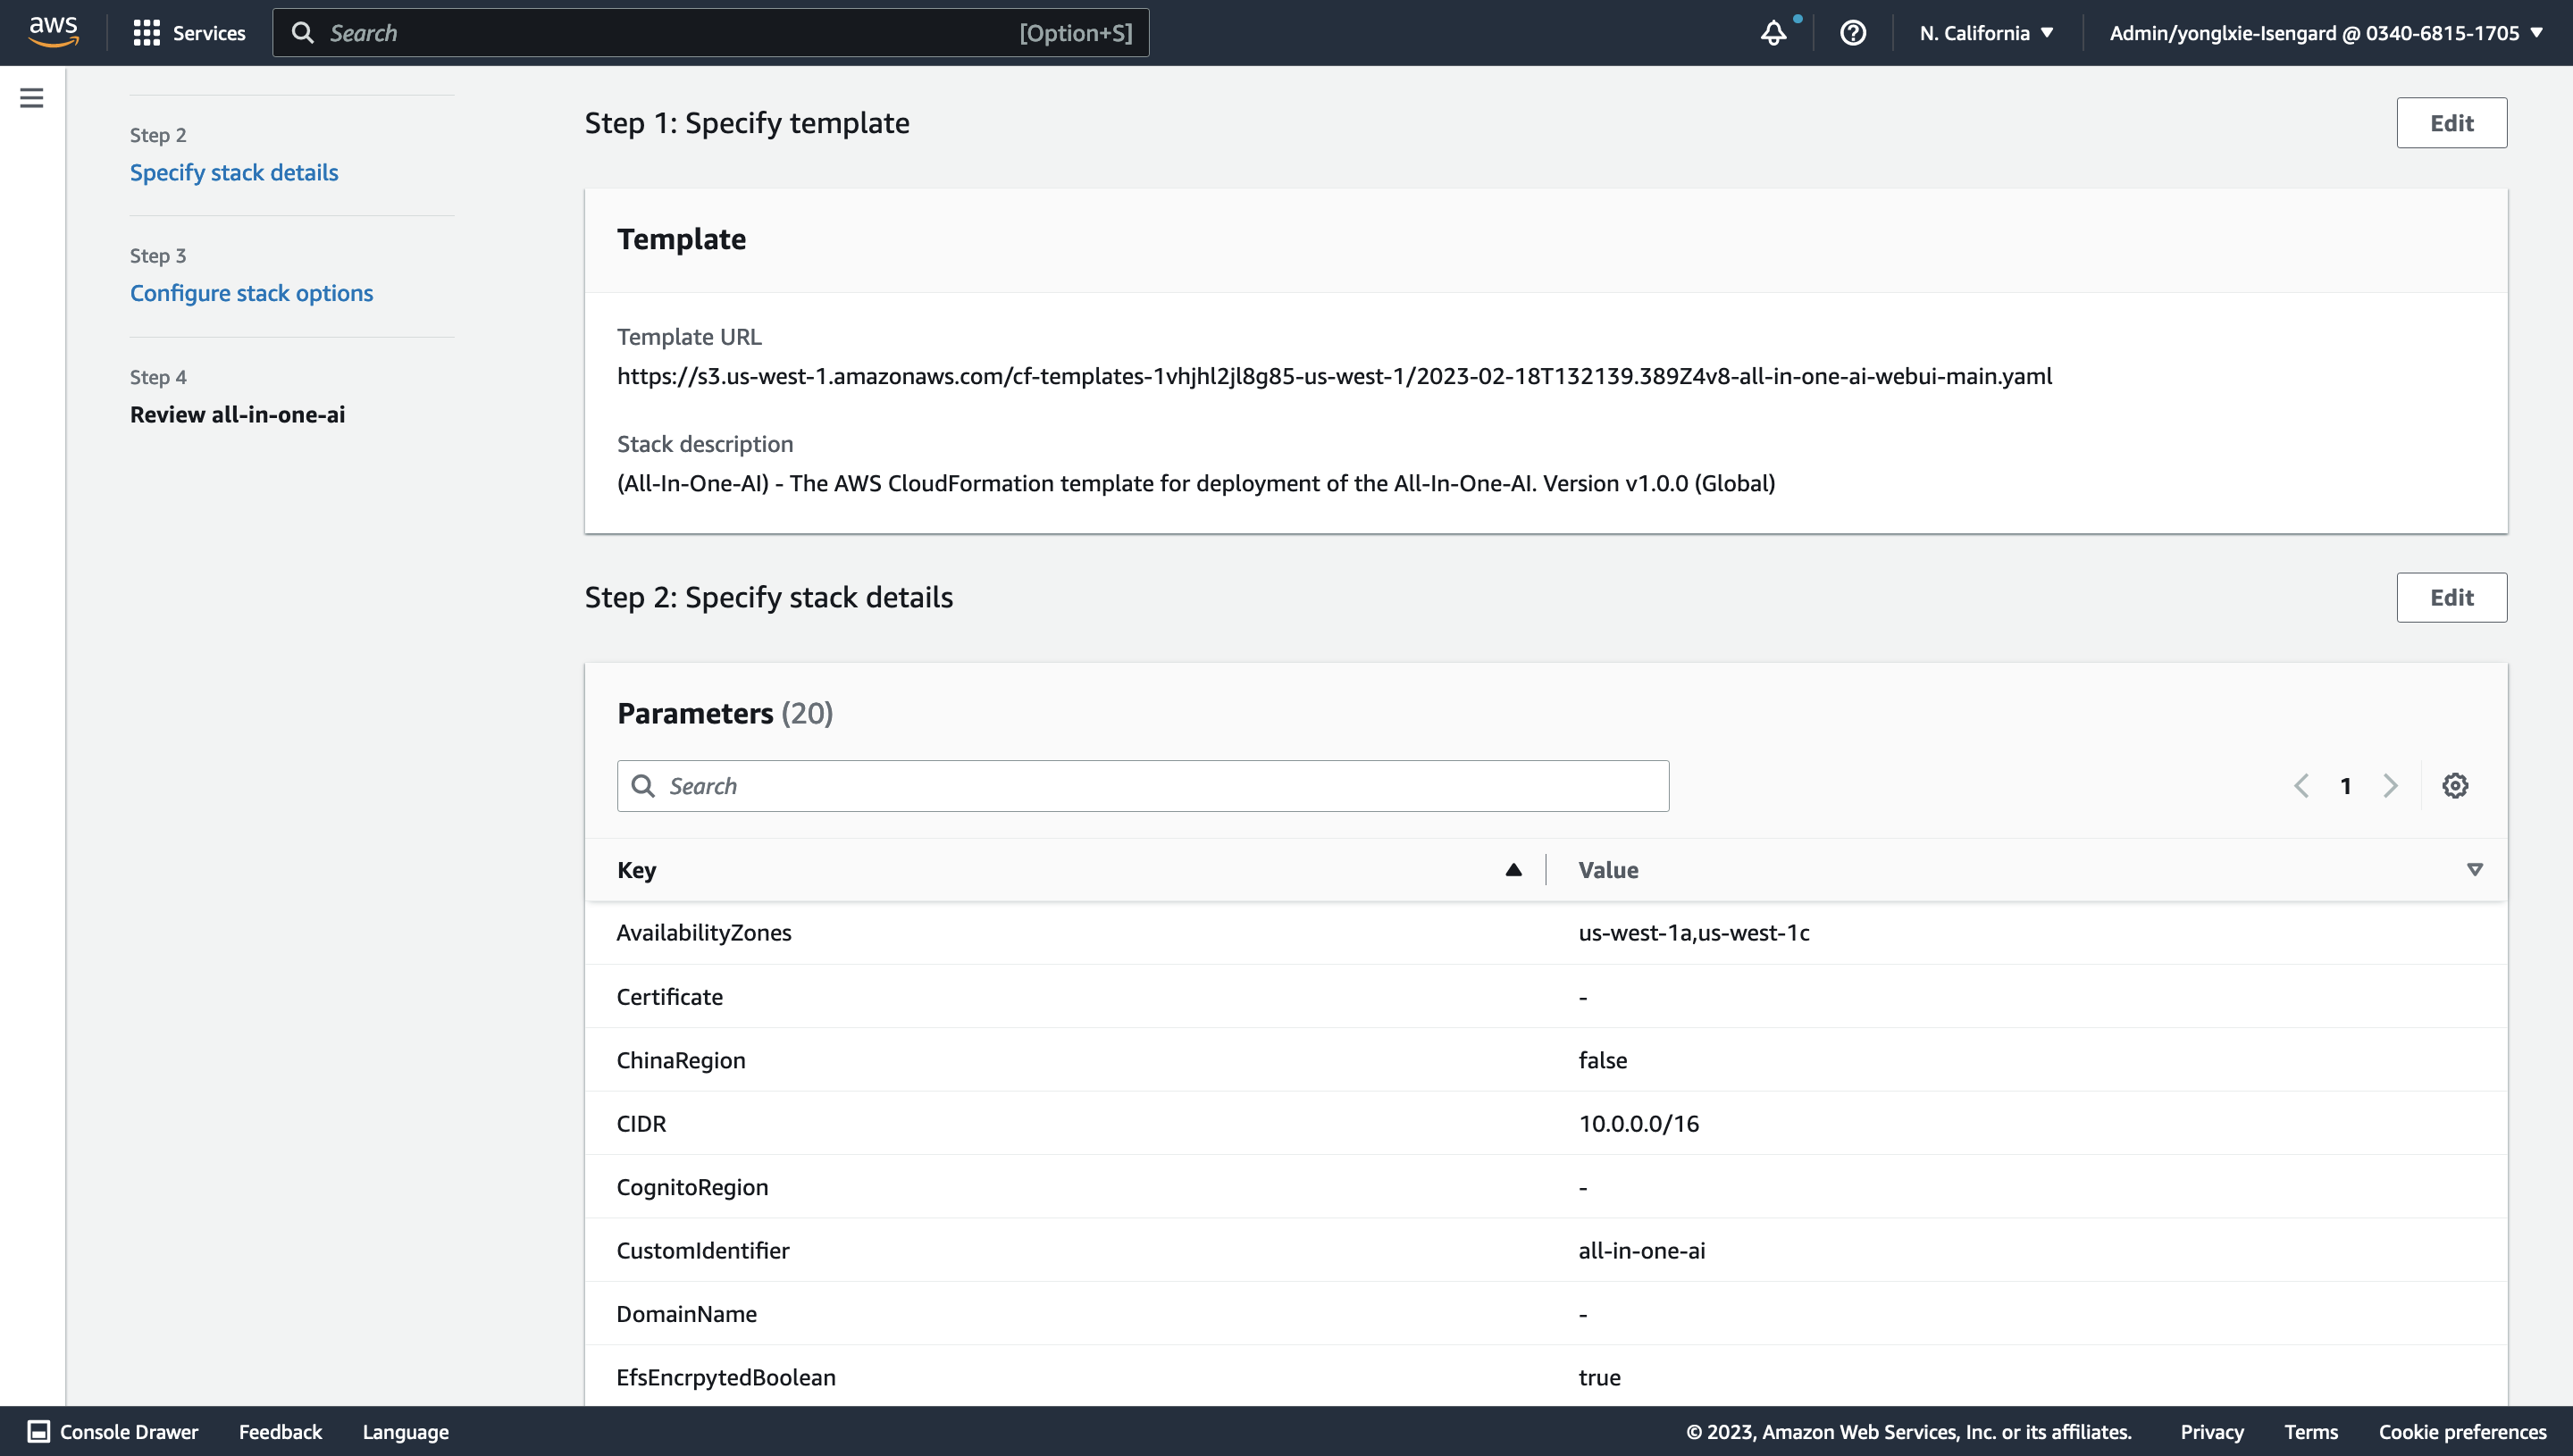 aws
Services
Search
[Option+S]
N. California
Admin/yonglxie-Isengard @ 0340-6815-1705
Step 2
Specify stack details
Step 3
Configure stack options
Step 4
Review all-in-one-ai
Step 1: Specify template
Edit
Template
Template URL
https://s3.us-west-1.amazonaws.com/cf-templates-1vhjhl2jl8g85-us-west-1/2023-02-18T132139.389Z4v8-all-in-one-ai-webui-main.yaml
Stack description
(All-In-One-AI) - The AWS CloudFormation template for deployment of the All-In-One-AI. Version v1.0.0 (Global)
Step 2: Specify stack details
Edit
Parameters (20)
Search
1
Key
Value
AvailabilityZones
us-west-1a,us-west-1c
Certificate
-
ChinaRegion
false
CIDR
10.0.0.0/16
CognitoRegion
-
CustomIdentifier
all-in-one-ai
DomainName
-
EfsEncrpytedBoolean
true
Console Drawer
Feedback
Language
© 2023, Amazon Web Services, Inc. or its affiliates.
Privacy
Terms
Cookie preferences